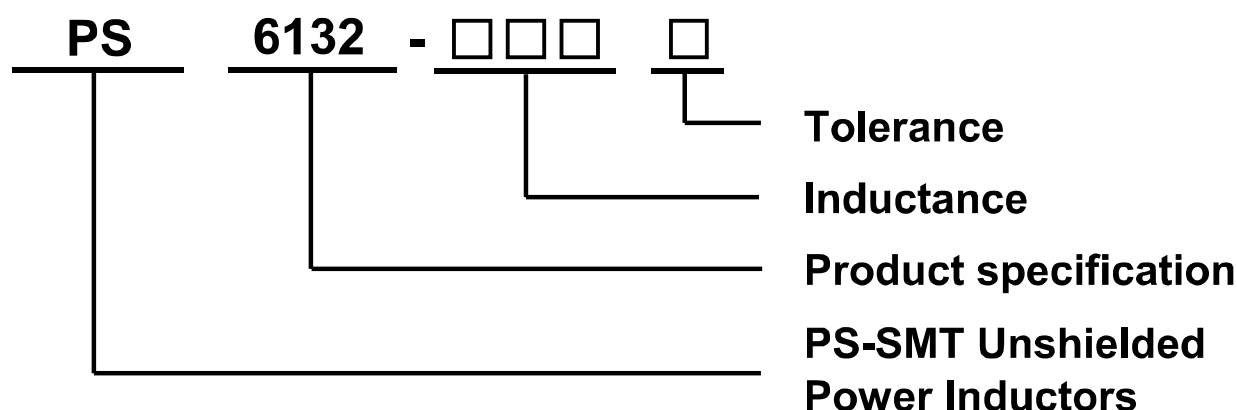 PS 6132 - □□□ □
Tolerance
Inductance
Product specification
PS-SMT Unshielded
Power Inductors